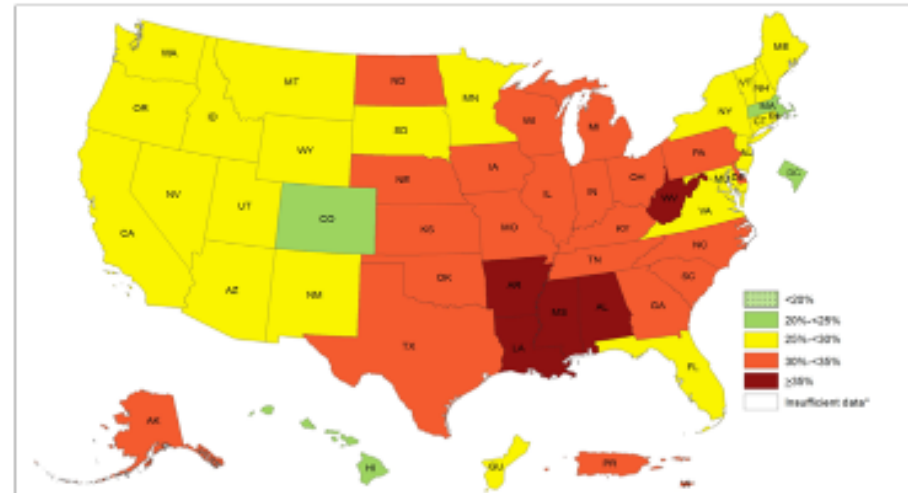 WA
MT
ND
MN
ME
VT
NH
OR
ID
SD
WI
MI
NY
MA
CT
WY
IA
PA
NJ
NE
OH
MD
DC
NV
UT
CO
IL
IN
WV
VA
CA
KS
MO
KY
NC
TN
OK
AR
SC
AZ
NM
MS
AL
GA
TX
LA
FL
AK
HI
GU
PR
<20%
20%-<25%
25%-<30%
30%-<35%
≥35%
Insufficient data*